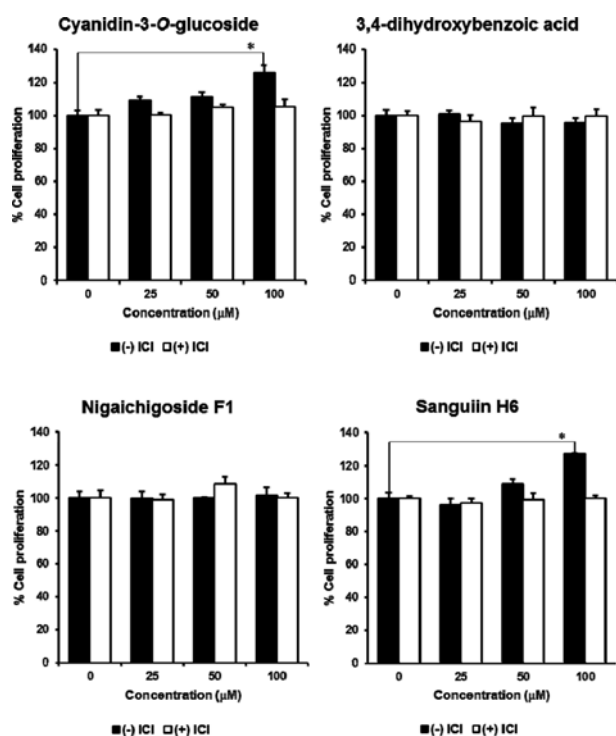 Cyanidin-3-O-glucoside
*
140
120
100
80
60
40
20
0
% Cell proliferation
0 25 50 100
Concentration (µM)
(-) ICI (+) ICI
3,4-dihydroxybenzoic acid
140
120
100
80
60
40
20
0
% Cell proliferation
0 25 50 100
Concentration (µM)
(-) ICI (+) ICI
Nigaichigoside F1
140
120
100
80
60
40
20
0
% Cell proliferation
0 25 50 100
Concentration (µM)
(-) ICI (+) ICI
Sanguiin H6
*
140
120
100
80
60
40
20
0
% Cell proliferation
0 25 50 100
Concentration (µM)
(-) ICI (+) ICI